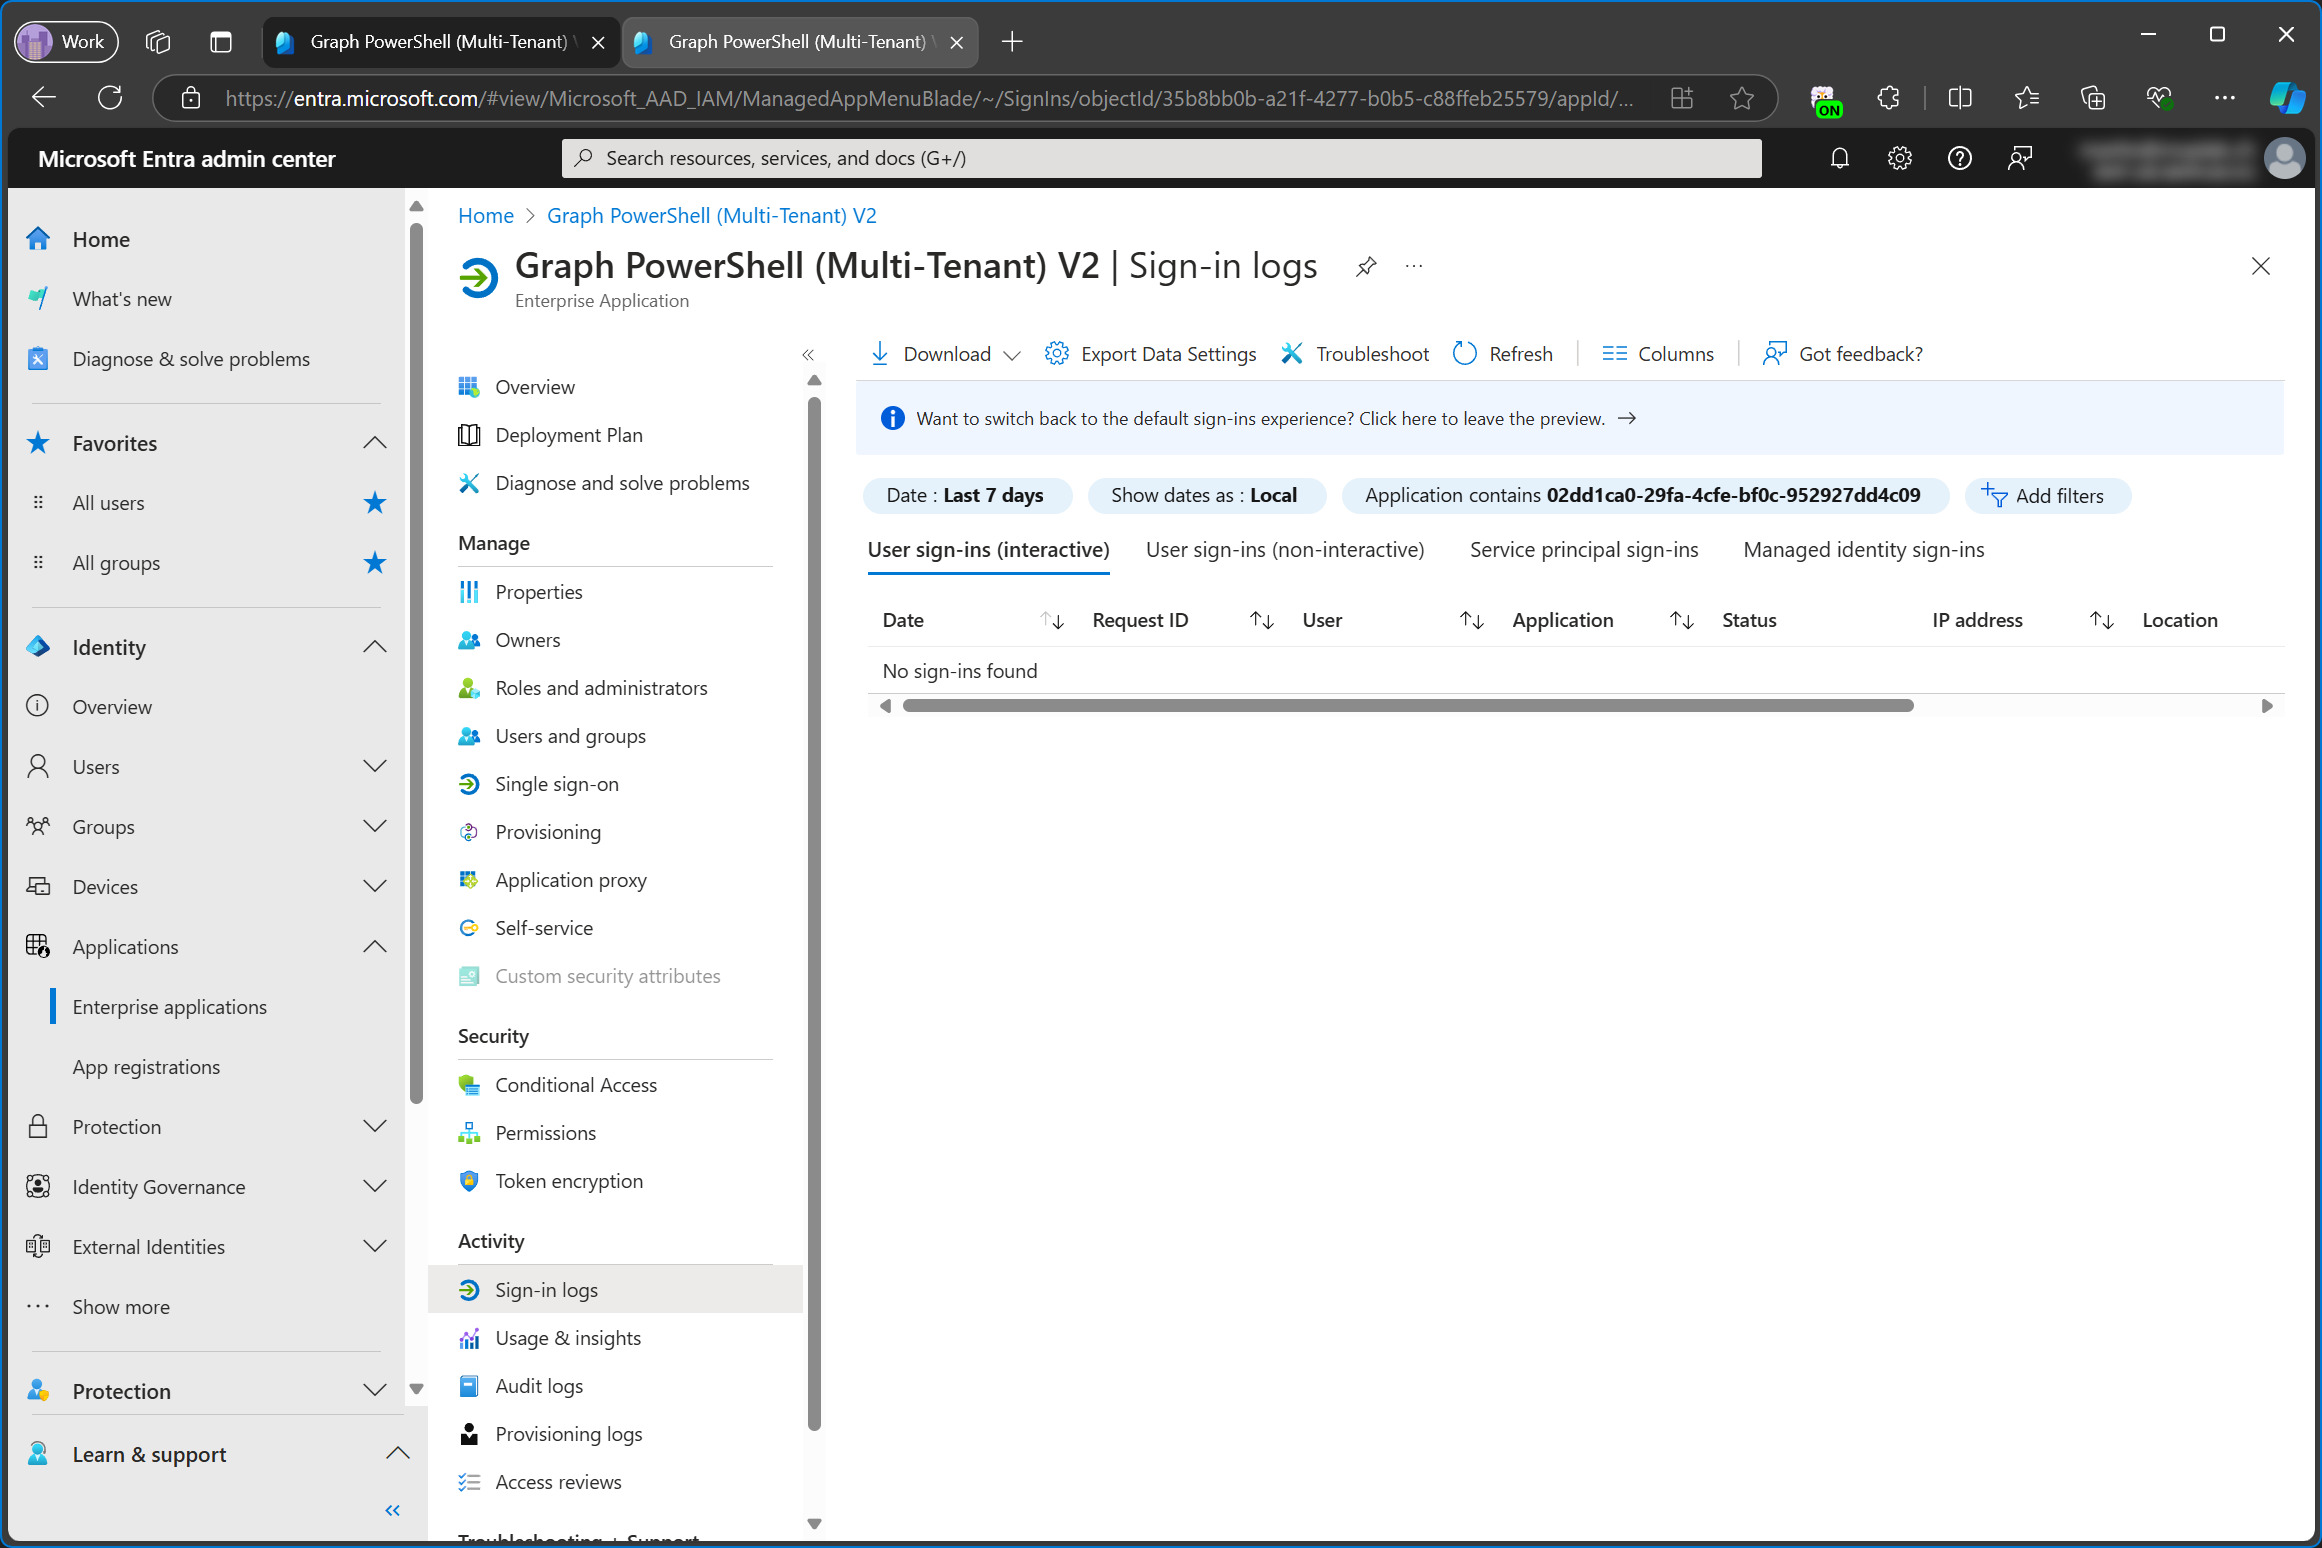 Work
Graph PowerShell (Multi-Tenant)
Graph PowerShell (Multi-Tenant)
https://entra.microsoft.com/#view/Microsoft_AAD_IAM/ManagedAppMenuBlade/~/SignIns/objectId/35b8bb0b-a21f-4277-b0b5-c88ffeb25579/appId/...
ON
Microsoft Entra admin center
Search resources, services, and docs (G+/)
Home
What's new
Diagnose & solve problems
Favorites
All users
All groups
Identity
Overview
Users
Groups
Devices
Applications
Enterprise applications
App registrations
Protection
Identity Governance
External Identities
Show more
Protection
Learn & support
Home > Graph PowerShell (Multi-Tenant) V2
Graph PowerShell (Multi-Tenant) V2 | Sign-in logs
Enterprise Application
Overview
Deployment Plan
Diagnose and solve problems
Manage
Properties
Owners
Roles and administrators
Users and groups
Single sign-on
Provisioning
Application proxy
Self-service
Custom security attributes
Security
Conditional Access
Permissions
Token encryption
Activity
Sign-in logs
Usage & insights
Audit logs
Provisioning logs
Access reviews
Troubleshooting + Support
Download Export Data Settings Troubleshoot Refresh Columns Got feedback?
Want to switch back to the default sign-ins experience? Click here to leave the preview. →
Date : Last 7 days Show dates as : Local Application contains 02dd1ca0-29fa-4cfe-bf0c-952927dd4c09 Add filters
User sign-ins (interactive) User sign-ins (non-interactive) Service principal sign-ins Managed identity sign-ins
Date Request ID User Application Status IP address Location
No sign-ins found